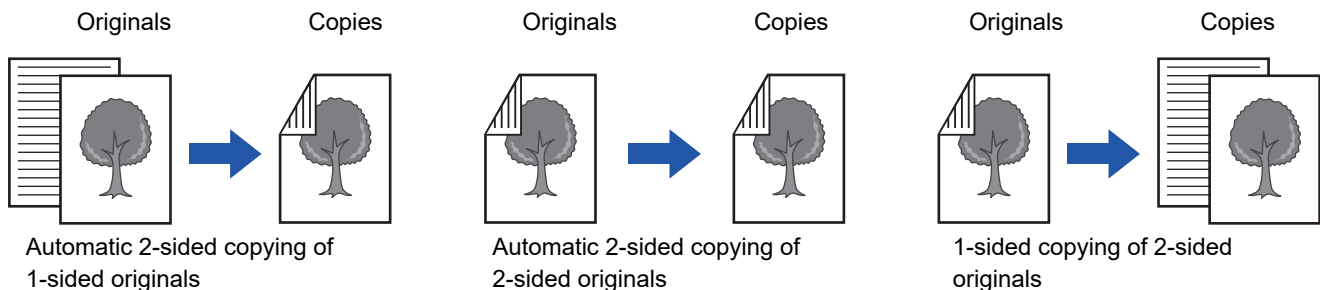 Originals
Copies
Originals
Copies
Originals
Copies
Automatic 2-sided copying of
1-sided originals
Automatic 2-sided copying of
2-sided originals
1-sided copying of 2-sided
originals